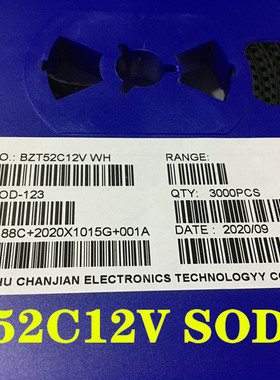 O.: BZT52C12V WH
RANGE:
OD-123
QTY: 3000PCS
88C+2020X1015G+001A
DATE : 2020/09
HU CHANJIAN ELECTRONICS TECHNOLOGYY CO
52C12V SOD